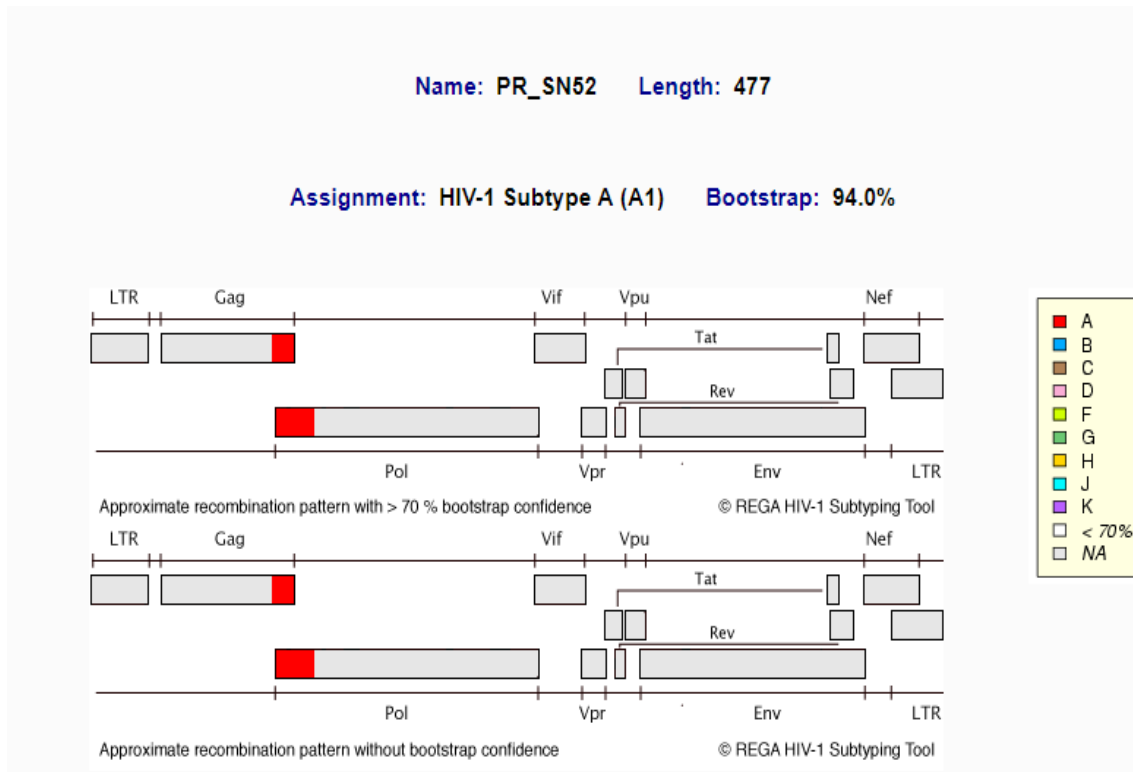 Name: PR_SN52 Length: 477
Assignment: HIV-1 Subtype A (A1) Bootstrap: 94.0%
LTR Gag Vif Vpu Nef
Tat
Rev
Pol Vpr Env LTR
Approximate recombination pattern with > 70 % bootstrap confidence © REGA HIV-1 Subtyping Tool
LTR Gag Vif Vpu Nef
Tat
Rev
Pol Vpr Env LTR
Approximate recombination pattern without bootstrap confidence © REGA HIV-1 Subtyping Tool
A
B
C
D
F
G
H
J
K
< 70%
NA